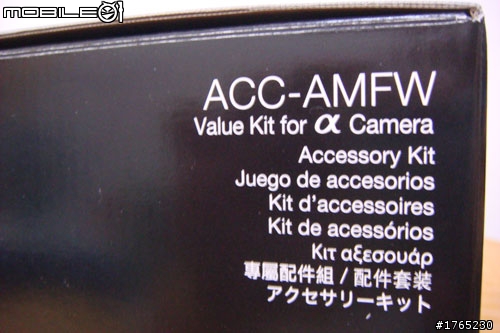 MOBILE01
ACC-AMFW
Value Kit for α Camera
Accessory Kit
Juego de accesorios
Kit d'accessoires
Kit de acessórios
Κιτ αξεσουάρ
專屬配件組 / 配件套装
アクセサリーキット
#1765230